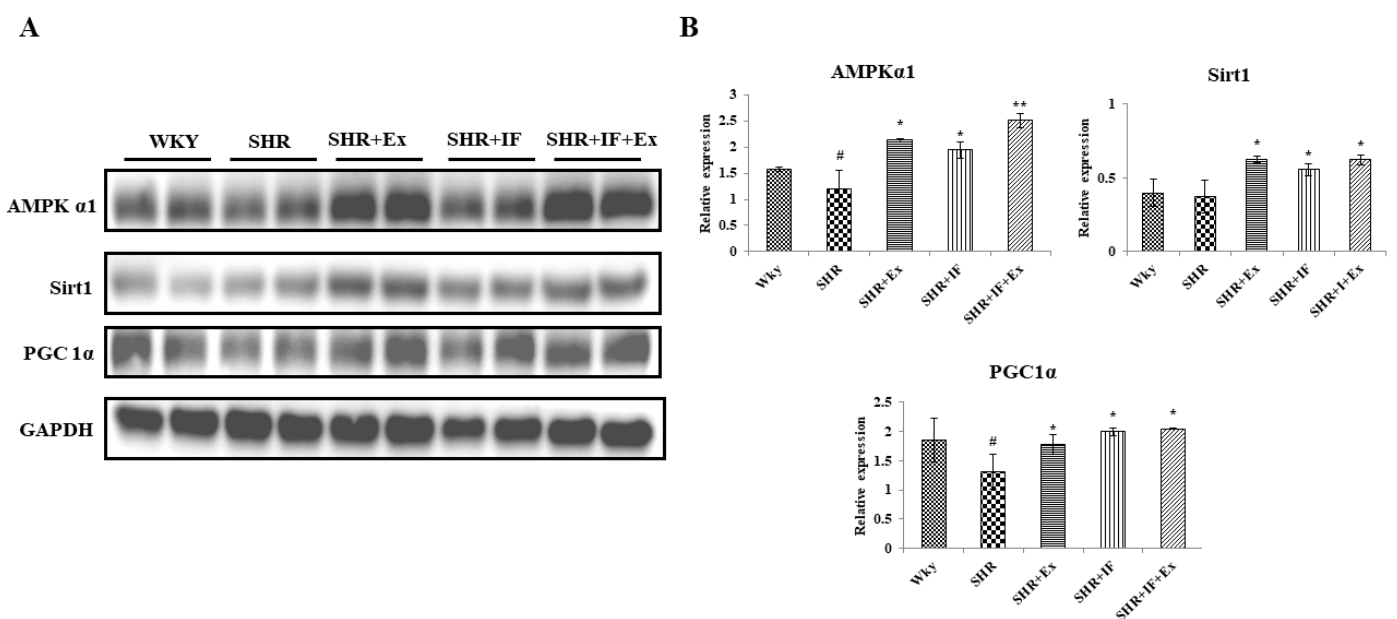 A
WKY SHR SHR+Ex SHR+IF SHR+IF+Ex
AMPK α1
Sirt1
PGC 1α
GAPDH
B
AMPKα1
Relative expression
3
2.5
2
1.5
1
0.5
0
#
*
*
**
Wky
SHR
SHR+Ex
SHR+IF
SHR+IF+Ex
Sirt1
Relative expression
1
0.5
0
*
*
*
Wky
SHR
SHR+Ex
SHR+IF
SHR+I+Ex
PGC1α
Relative expression
2.5
2
1.5
1
0.5
0
#
*
*
*
Wky
SHR
SHR+Ex
SHR+IF
SHR+IF+Ex